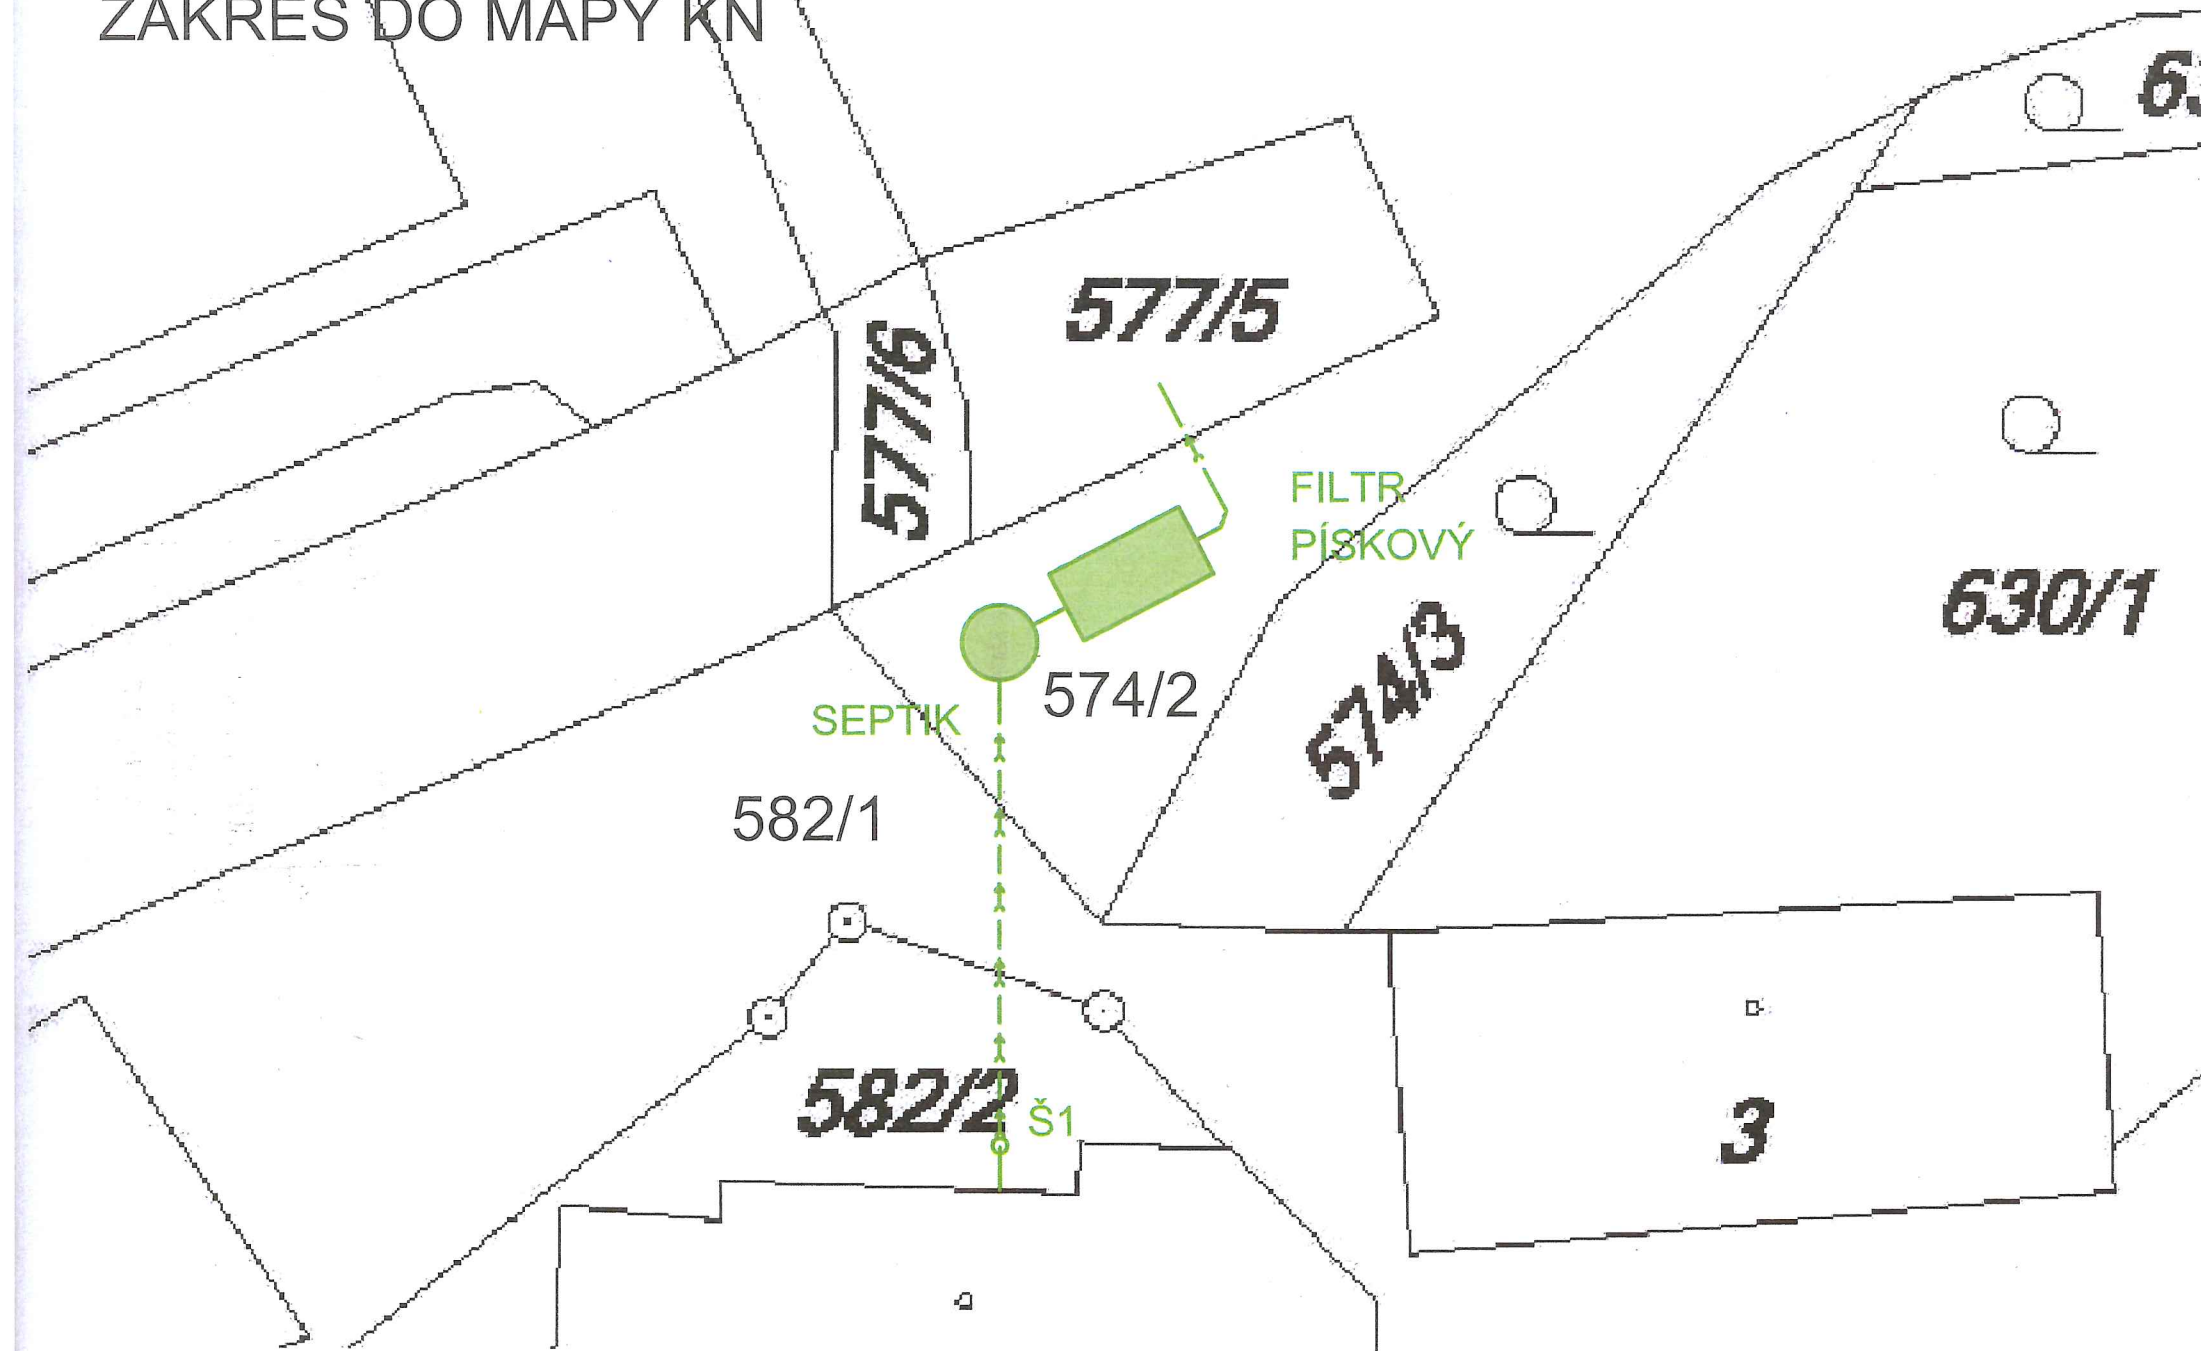 ZÁKRES DO MAPY KN
577/5
577/6
FILTR
PÍSKOVÝ
630/1
574/3
574/2
SEPTIK
582/1
582/2
Š1
3